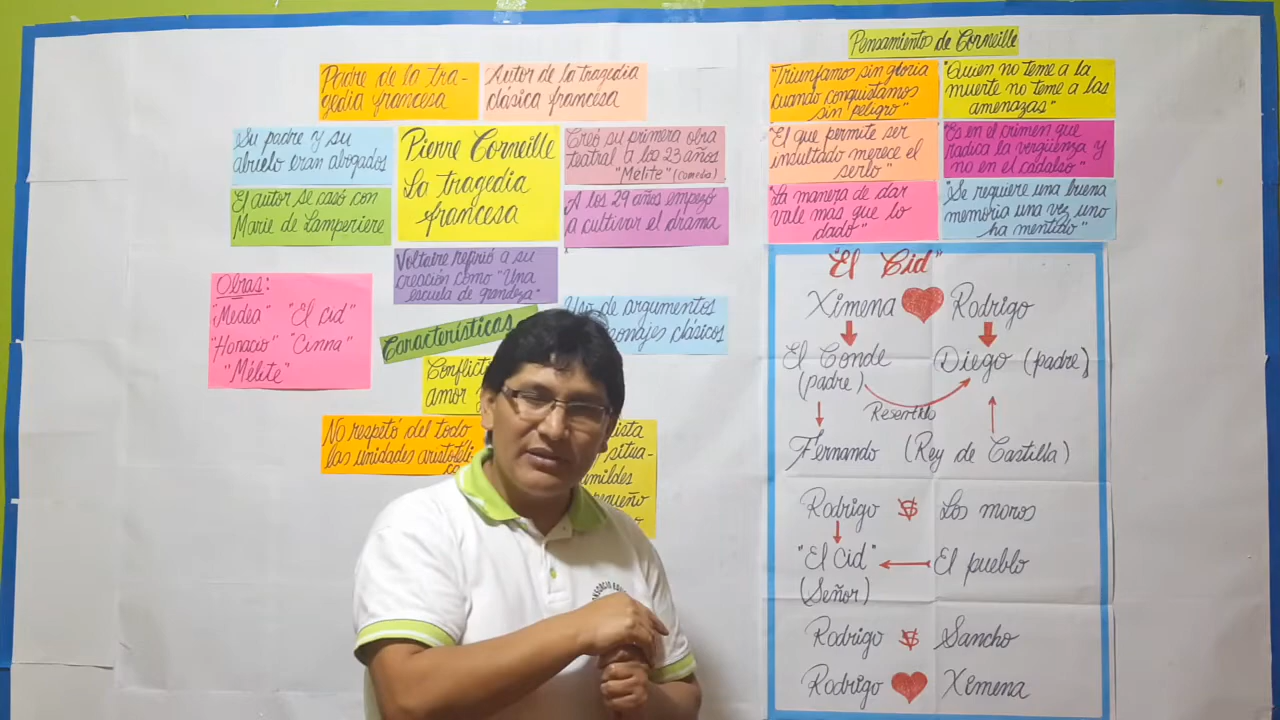 Padre de la tra-
gedia francesa
Autor de la tragedia
clásica francesa
Su padre y su
abuelo eran abogados
Pierre Corneille
La tragedia
francesa
Creó su primera obra
teatral a los 23 años
"Mélite" (comedia)
El autor se casó con
Marie de Lamperiere
A los 29 años empezó
a cultivar el drama
Voltaire refirió a su
creación como "Una
escuela de grandeza"
Obras:
"Medea" "El cid"
"Horacio" "Cinna"
"Mélite"
Características
Uso de argumentos
clásicos
amor
No respetó del todo
las unidades
situa-
Pensamiento de Corneille
"Triunfamos sin gloria
cuando conquistamos
sin peligro"
"Quien no teme a la
muerte no teme a las
amenazas"
"El que permite ser
insultado merece el
serlo"
"Es en el crimen que
radica la vergüenza y
no en el cadalso"
"La manera de dar
vale mas que lo
dado"
"Se requiere una buena
memoria una vez uno
ha mentido"
"El Cid"
Ximena Rodrigo
El Conde Diego (padre)
(padre)
Resentido
Fernando (Rey de Castilla)
Rodrigo VS Los moros
"El Cid" El pueblo
(Señor)
Rodrigo VS Sancho
Rodrigo Ximena